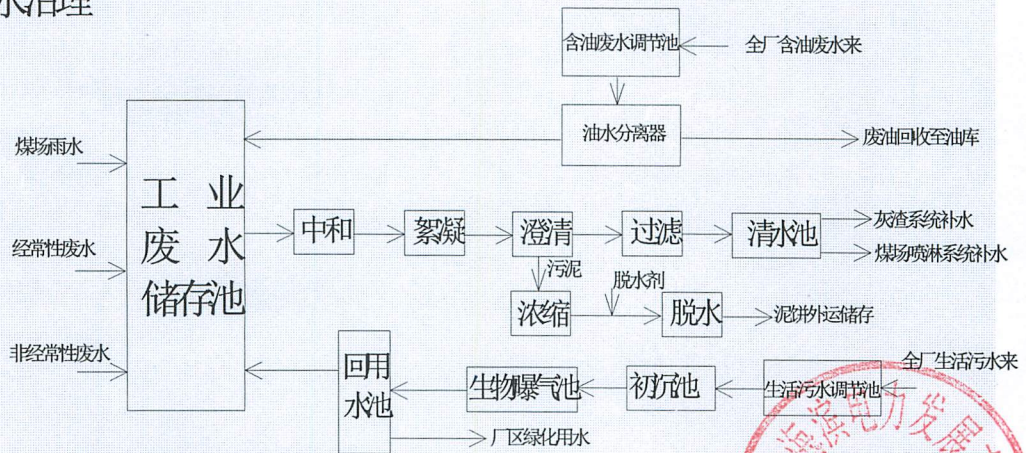 水治理
含油废水调节池
全厂含油废水来
油水分离器
废油回收至油库
煤场雨水
经常性废水
非经常性废水
工业
废水
储存池
中和
絮凝
澄清
过滤
清水池
灰渣系统补水
煤场喷淋系统补水
污泥
脱水剂
浓缩
脱水
泥饼外运储存
回用
水池
生物曝气池
初沉池
生活污水调节池
全厂生活污水来
厂区绿化用水
滨电力发展